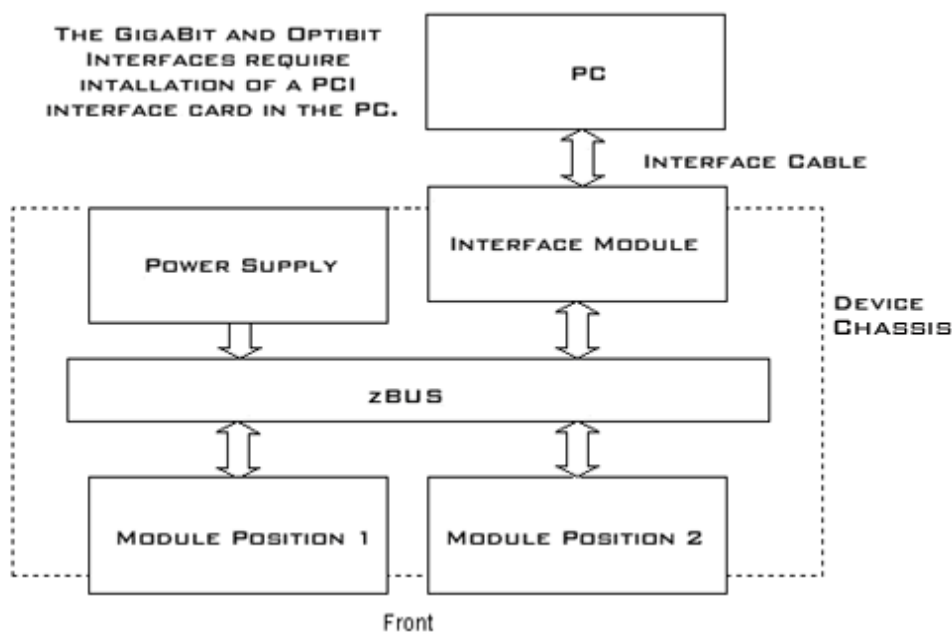 The GigaBit and Optibit
Interfaces require
intallation of a PCI
interface card in the PC.
PC
Interface Cable
Interface Module
Power Supply
Device
Chassis
zBUS
Module Position 1
Module Position 2
Front